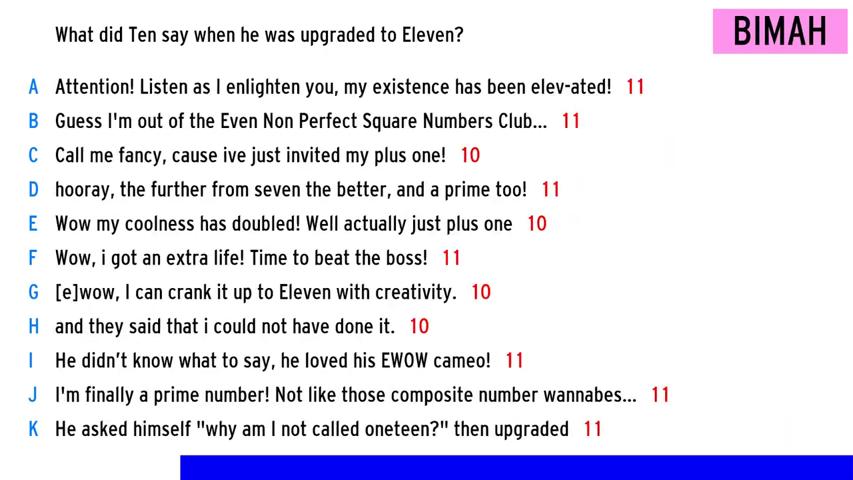 What did Ten say when he was upgraded to Eleven?
BIMAH
A Attention! Listen as I enlighten you, my existence has been elev-ated! 11
B Guess I'm out of the Even Non Perfect Square Numbers Club... 11
C Call me fancy, cause ive just invited my plus one! 10
D hooray, the further from seven the better, and a prime too! 11
E Wow my coolness has doubled! Well actually just plus one 10
F Wow, i got an extra life! Time to beat the boss! 11
G [e]wow, I can crank it up to Eleven with creativity. 10
H and they said that i could not have done it. 10
I He didn't know what to say, he loved his EWOW cameo! 11
J I'm finally a prime number! Not like those composite number wannabes... 11
K He asked himself "why am I not called oneteen?" then upgraded 11